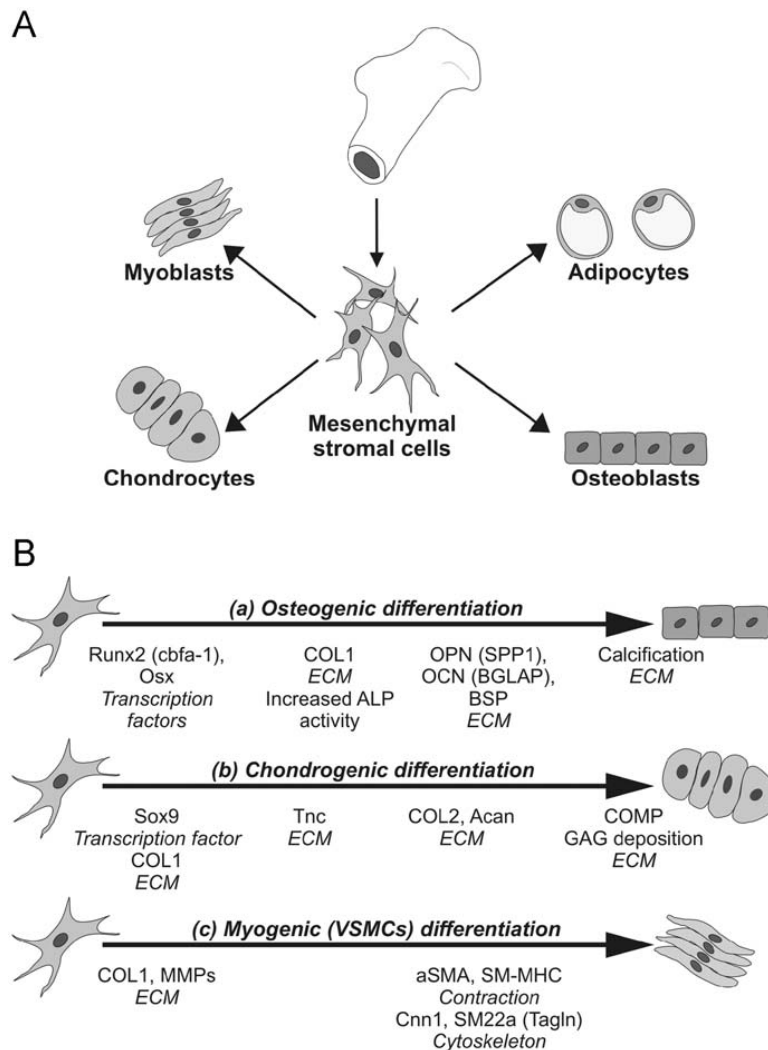 A
Myoblasts
Adipocytes
Mesenchymal
stromal cells
Chondrocytes
Osteoblasts
B
(a) Osteogenic differentiation
Runx2 (cbfa-1),
Osx
Transcription
factors
COL1
ECM
Increased ALP
activity
OPN (SPP1),
OCN (BGLAP),
BSP
ECM
Calcification
ECM
(b) Chondrogenic differentiation
Sox9
Transcription factor
COL1
ECM
Tnc
ECM
COL2, Acan
ECM
COMP
GAG deposition
ECM
(c) Myogenic (VSMCs) differentiation
COL1, MMPs
ECM
aSMA, SM-MHC
Contraction
Cnn1, SM22a (Tagln)
Cytoskeleton